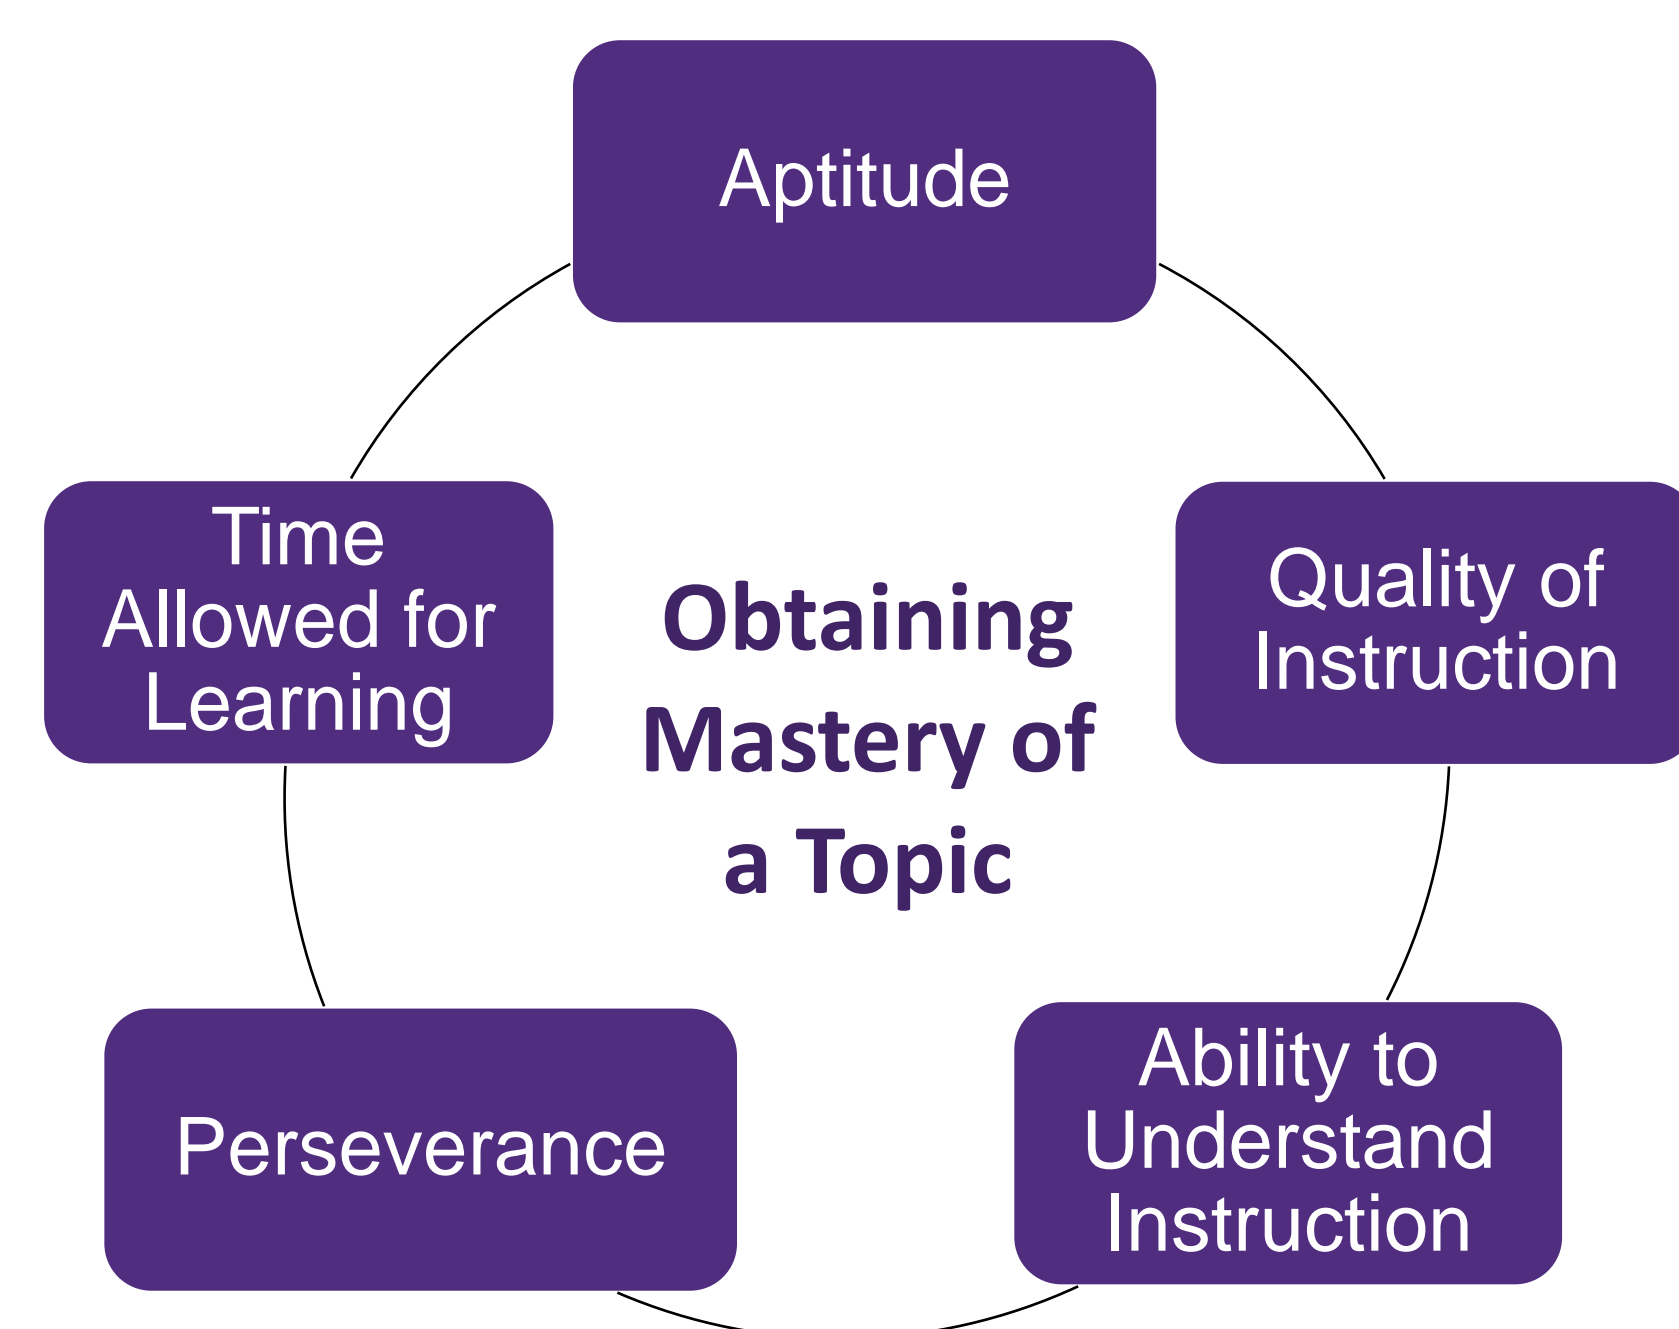 Aptitude
Time
Allowed for
Learning
Obtaining
Mastery of
a Topic
Quality of
Instruction
Perseverance
Ability to
Understand
Instruction